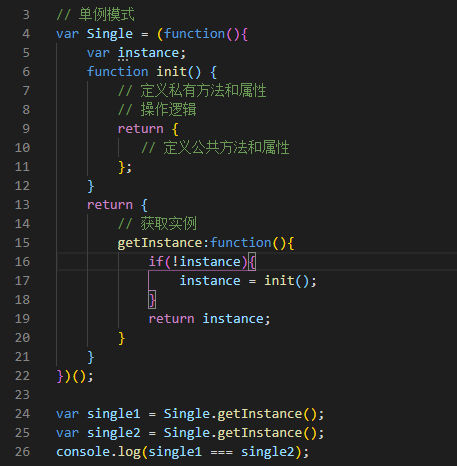 3 // 单例模式
4 var Single = (function(){
5     var instance;
6     function init() {
7         // 定义私有方法和属性
8         // 操作逻辑
9         return {
10            // 定义公共方法和属性
11        };
12    }
13    return {
14        // 获取实例
15        getInstance:function(){
16            if(!instance){
17                instance = init();
18            }
19            return instance;
20        }
21    }
22 })();
23
24 var single1 = Single.getInstance();
25 var single2 = Single.getInstance();
26 console.log(single1 === single2);